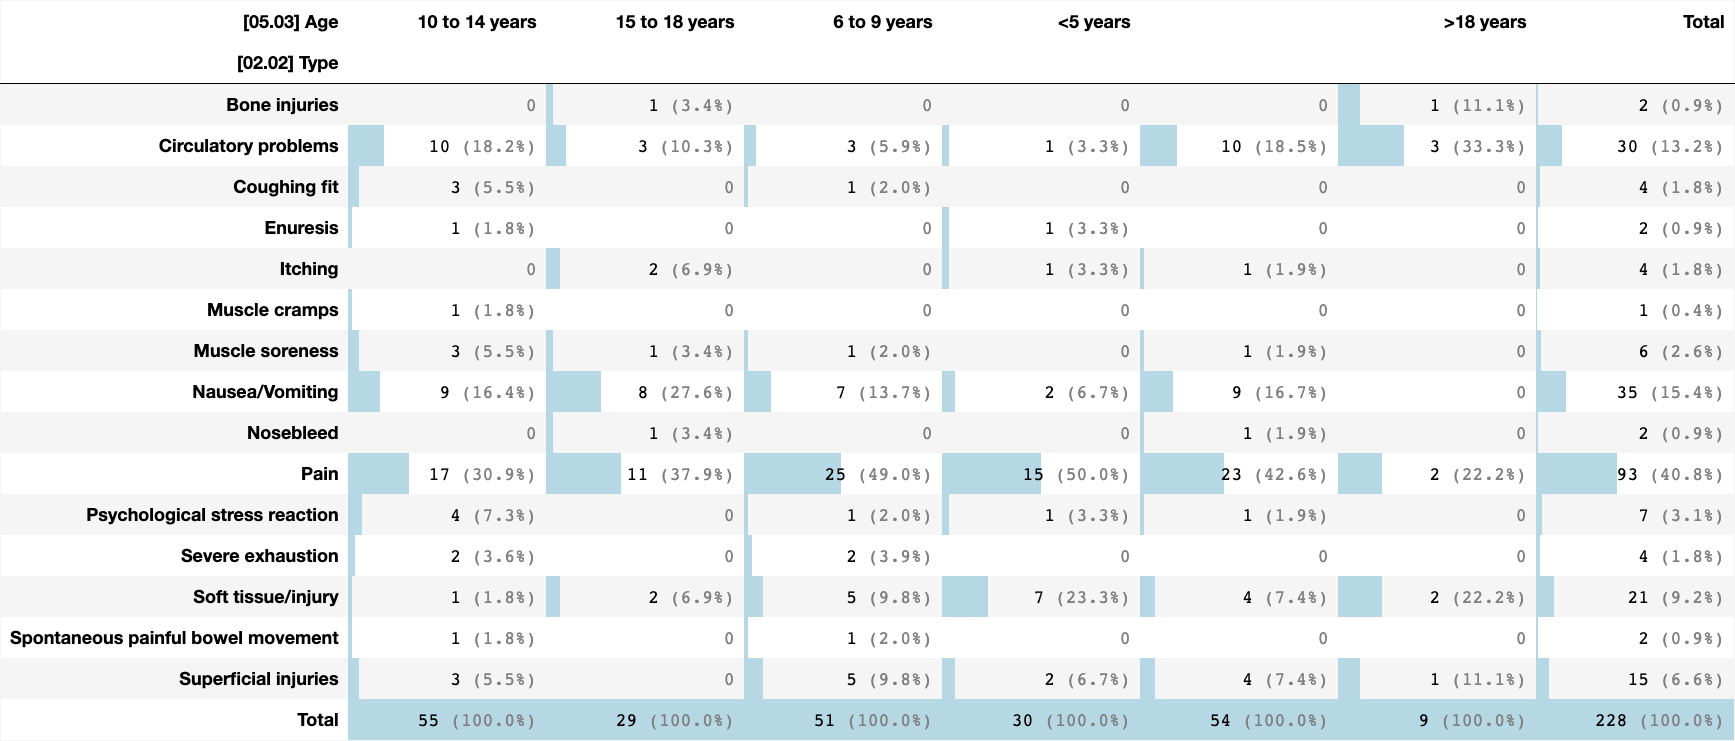 [05.03] Age 10 to 14 years 15 to 18 years 6 to 9 years <5 years >18 years Total
[02.02] Type
Bone injuries 0 1 (3.4%) 0 0 0 1 (11.1%) 2 (0.9%)
Circulatory problems 10 (18.2%) 3 (10.3%) 3 (5.9%) 1 (3.3%) 10 (18.5%) 3 (33.3%) 30 (13.2%)
Coughing fit 3 (5.5%) 0 1 (2.0%) 0 0 0 4 (1.8%)
Enuresis 1 (1.8%) 0 0 1 (3.3%) 0 0 2 (0.9%)
Itching 0 2 (6.9%) 0 1 (3.3%) 1 (1.9%) 0 4 (1.8%)
Muscle cramps 1 (1.8%) 0 0 0 0 0 1 (0.4%)
Muscle soreness 3 (5.5%) 1 (3.4%) 1 (2.0%) 0 1 (1.9%) 0 6 (2.6%)
Nausea/Vomiting 9 (16.4%) 8 (27.6%) 7 (13.7%) 2 (6.7%) 9 (16.7%) 0 35 (15.4%)
Nosebleed 0 1 (3.4%) 0 0 1 (1.9%) 0 2 (0.9%)
Pain 17 (30.9%) 11 (37.9%) 25 (49.0%) 15 (50.0%) 23 (42.6%) 2 (22.2%) 93 (40.8%)
Psychological stress reaction 4 (7.3%) 0 1 (2.0%) 1 (3.3%) 1 (1.9%) 0 7 (3.1%)
Severe exhaustion 2 (3.6%) 0 2 (3.9%) 0 0 0 4 (1.8%)
Soft tissue/injury 1 (1.8%) 2 (6.9%) 5 (9.8%) 7 (23.3%) 4 (7.4%) 2 (22.2%) 21 (9.2%)
Spontaneous painful bowel movement 1 (1.8%) 0 1 (2.0%) 0 0 0 2 (0.9%)
Superficial injuries 3 (5.5%) 0 5 (9.8%) 2 (6.7%) 4 (7.4%) 1 (11.1%) 15 (6.6%)
Total 55 (100.0%) 29 (100.0%) 51 (100.0%) 30 (100.0%) 54 (100.0%) 9 (100.0%) 228 (100.0%)